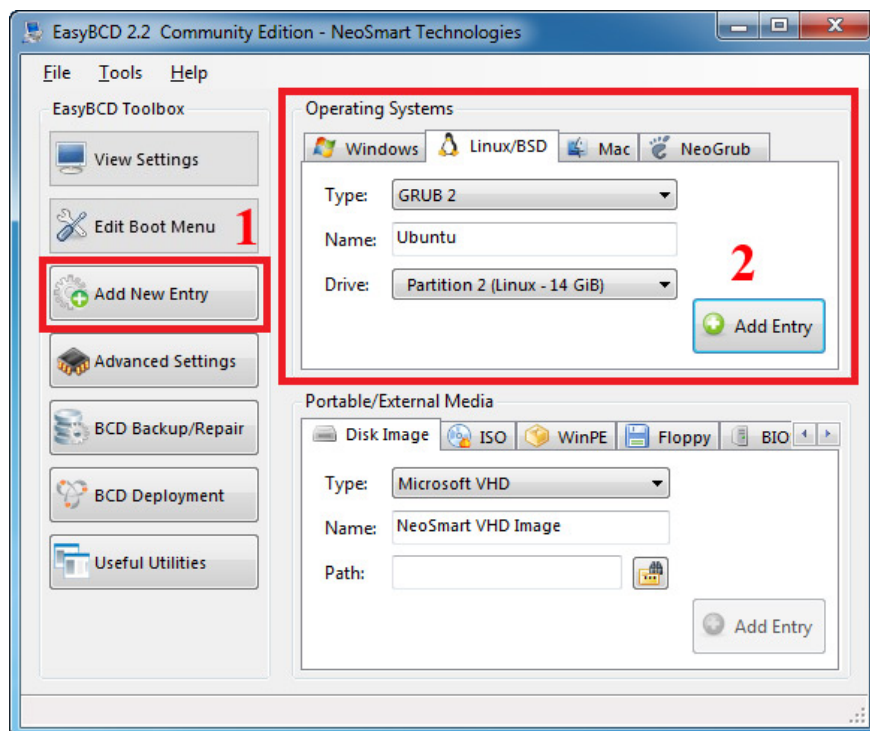 EasyBCD 2.2 Community Edition - NeoSmart Technologies
File Tools Help
EasyBCD Toolbox
View Settings
Edit Boot Menu
1
Add New Entry
Advanced Settings
BCD Backup/Repair
BCD Deployment
Useful Utilities
Operating Systems
Windows Linux/BSD Mac NeoGrub
Type: GRUB 2
Name: Ubuntu
Drive: Partition 2 (Linux - 14 GiB)
2
Add Entry
Portable/External Media
Disk Image ISO WinPE Floppy BIO
Type: Microsoft VHD
Name: NeoSmart VHD Image
Path:
Add Entry